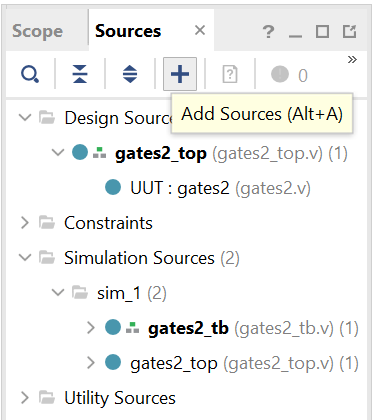 Scope Sources × ?
? 0 »
Add Sources (Alt+A)
Design Sourc
gates2_top (gates2_top.v) (1)
UUT : gates2 (gates2.v)
Constraints
Simulation Sources (2)
sim_1 (2)
gates2_tb (gates2_tb.v) (1)
gates2_top (gates2_top.v) (1)
Utility Sources